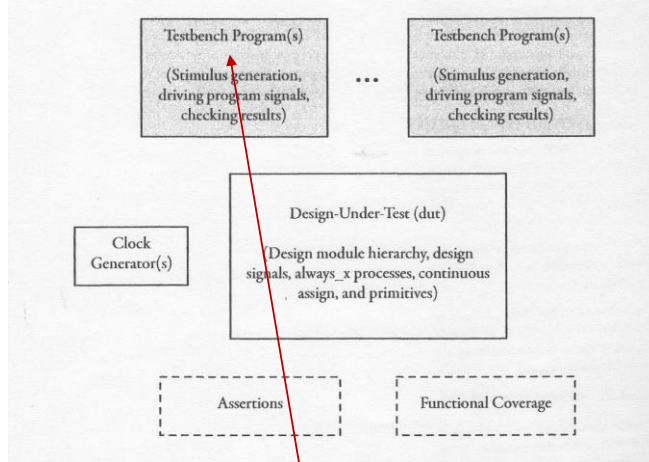 Testbench Program(s)
(Stimulus generation,
driving program signals,
checking results)
...
Testbench Program(s)
(Stimulus generation,
driving program signals,
checking results)
Design-Under-Test (dut)
(Design module hierarchy, design
signals, always_x processes, continuous
assign, and primitives)
Clock
Generator(s)
Assertions
Functional Coverage